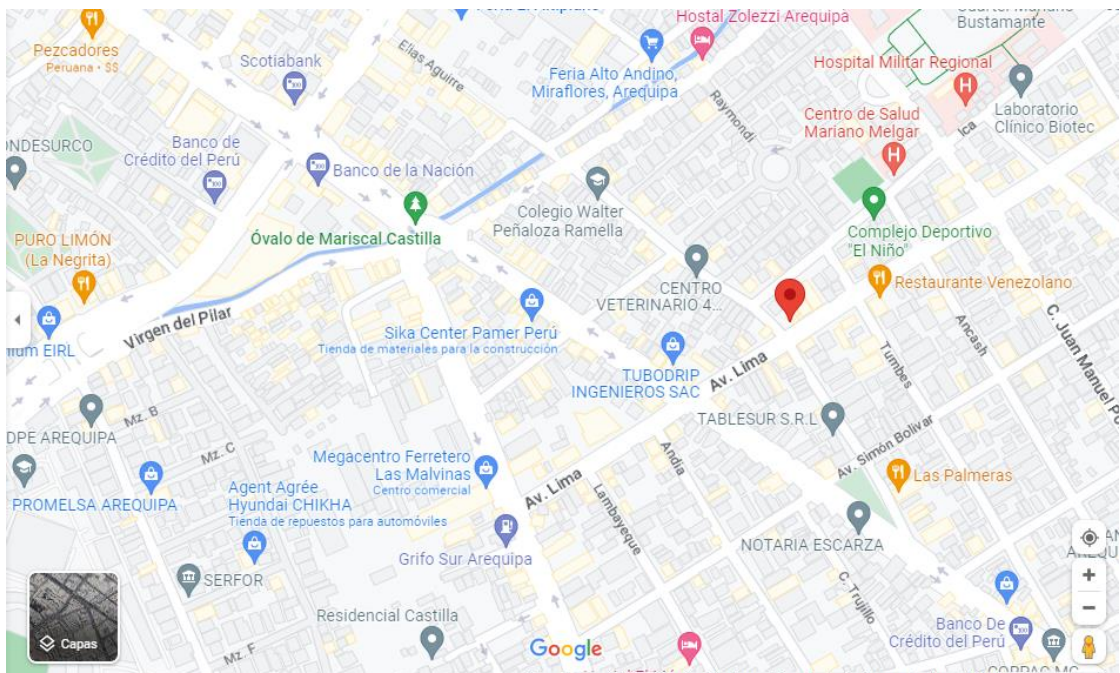 Hostal Zolezzi Arequipa
Bustamante
Pezcadores
Peruana • $$
Scotiabank
Elias Aguirre
Feria Alto Andino,
Miraflores, Arequipa
Hospital Militar Regional
Raymondi
Centro de Salud
Mariano Melgar
Ica
Laboratorio
Clínico Biotec
Banco de
Crédito del Perú
Banco de la Nación
Colegio Walter
Peñaloza Ramella
PURO LIMÓN
(La Negrita)
Óvalo de Mariscal Castilla
Complejo Deportivo
"El Niño"
CENTRO
VETERINARIO 4...
Restaurante Venezolano
Virgen del Pilar
Sika Center Pamer Perú
Tienda de materiales para la construcción
Ancash
C. Juan Manuel
Tumbes
TUBODRIP
INGENIEROS SAC
Av. Lima
TABLESUR S.R.L
Av. Simón Bolivar
Mz. B
Mz. C
DPE AREQUIPA
PROMELSA AREQUIPA
Megacentro Ferretero
Las Malvinas
Centro comercial
Agent Agrée
Hyundai CHIKHA
Tienda de repuestos para automóviles
Av. Lima
Andia
Lambayeque
Las Palmeras
Grifo Sur Arequipa
NOTARIA ESCARZA
SERFOR
C. Trujillo
Residencial Castilla
Banco De
Crédito del Perú
Capas
Mz. F
Google